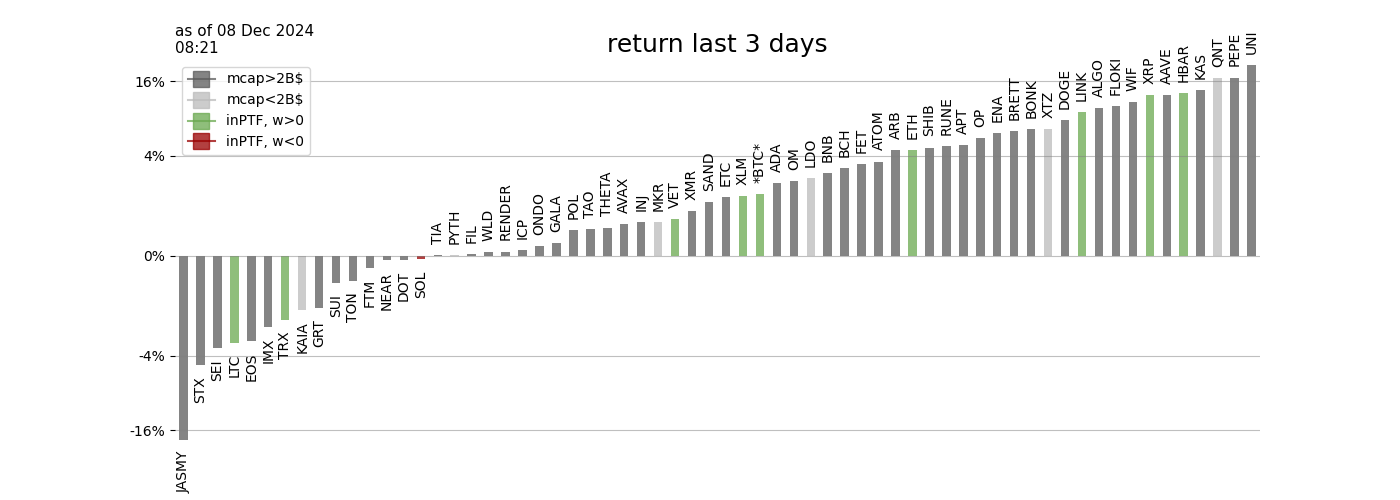 as of 08 Dec 2024
08:21
return last 3 days
mcap>2B$
mcap<2B$
inPTF, w>0
inPTF, w<0
16%
4%
0%
-4%
-16%
JASMY
STX
SEI
LTC
EOS
IMX
TRX
KAIA
GRT
SUI
TON
FTM
NEAR
DOT
SOL
TIA
PYTH
FIL
WLD
RENDER
ICP
ONDO
GALA
POL
TAO
THETA
AVAX
INJ
MKR
VET
XMR
SAND
ETC
XLM
*BTC*
ADA
OM
LDO
BNB
BCH
FET
ATOM
ARB
ETH
SHIB
RUNE
APT
OP
ENA
BRETT
BONK
XTZ
DOGE
LINK
ALGO
FLOKI
WIF
XRP
AAVE
HBAR
KAS
QNT
PEPE
UNI